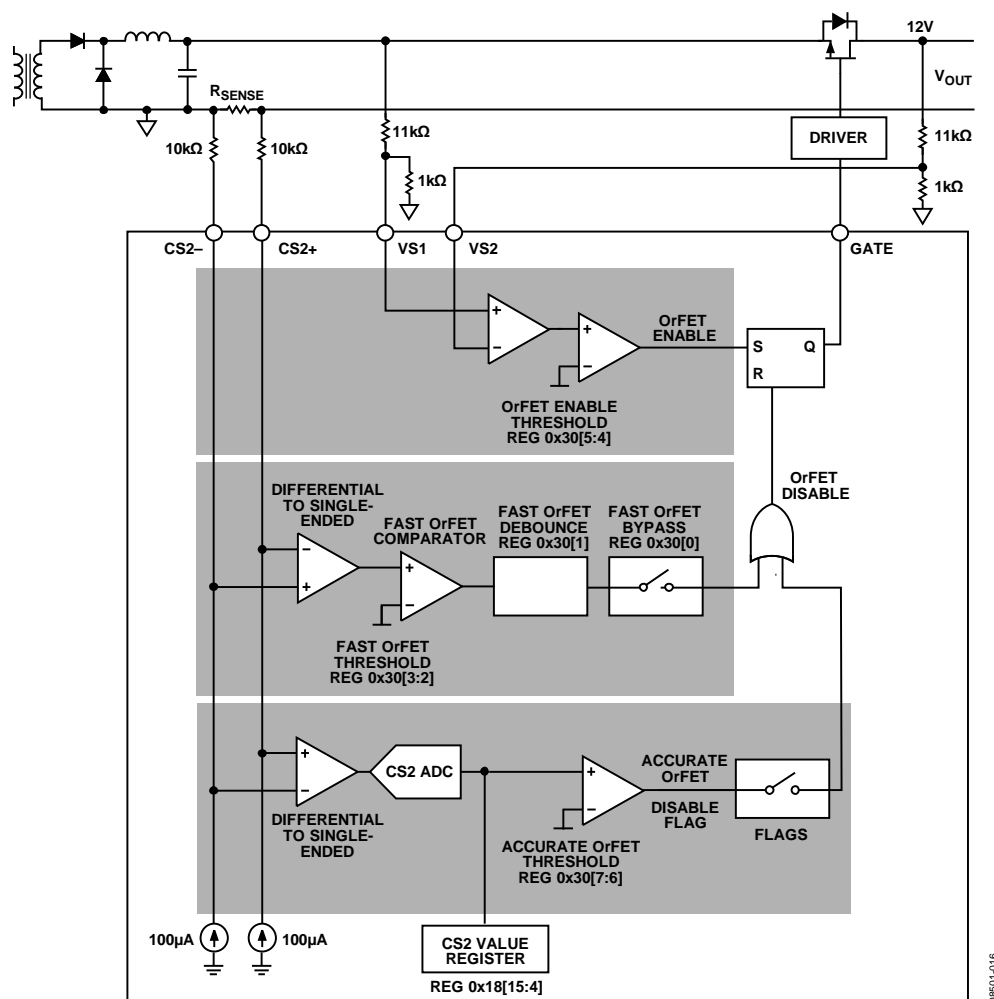 12V
VOUT
RSENSE
10kΩ
10kΩ
11kΩ
1kΩ
DRIVER
11kΩ
1kΩ
CS2–
CS2+
VS1
VS2
GATE
+
–
+
–
OrFET
ENABLE
S
Q
R
OrFET ENABLE
THRESHOLD
REG 0x30[5:4]
DIFFERENTIAL
TO SINGLE-
ENDED
FAST OrFET
COMPARATOR
FAST OrFET
DEBOUNCE
REG 0x30[1]
FAST OrFET
BYPASS
REG 0x30[0]
OrFET
DISABLE
–
+
+
–
FAST OrFET
THRESHOLD
REG 0x30[3:2]
+
–
CS2 ADC
+
–
ACCURATE
OrFET
DISABLE
FLAG
FLAGS
DIFFERENTIAL
TO SINGLE-
ENDED
ACCURATE OrFET
THRESHOLD
REG 0x30[7:6]
100µA
100µA
CS2 VALUE
REGISTER
REG 0x18[15:4]